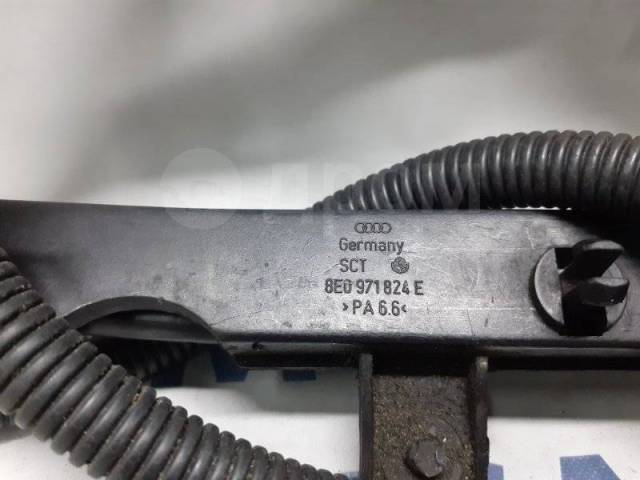 Germany
SCT
8E0 971 824 E
>PA 6.6<